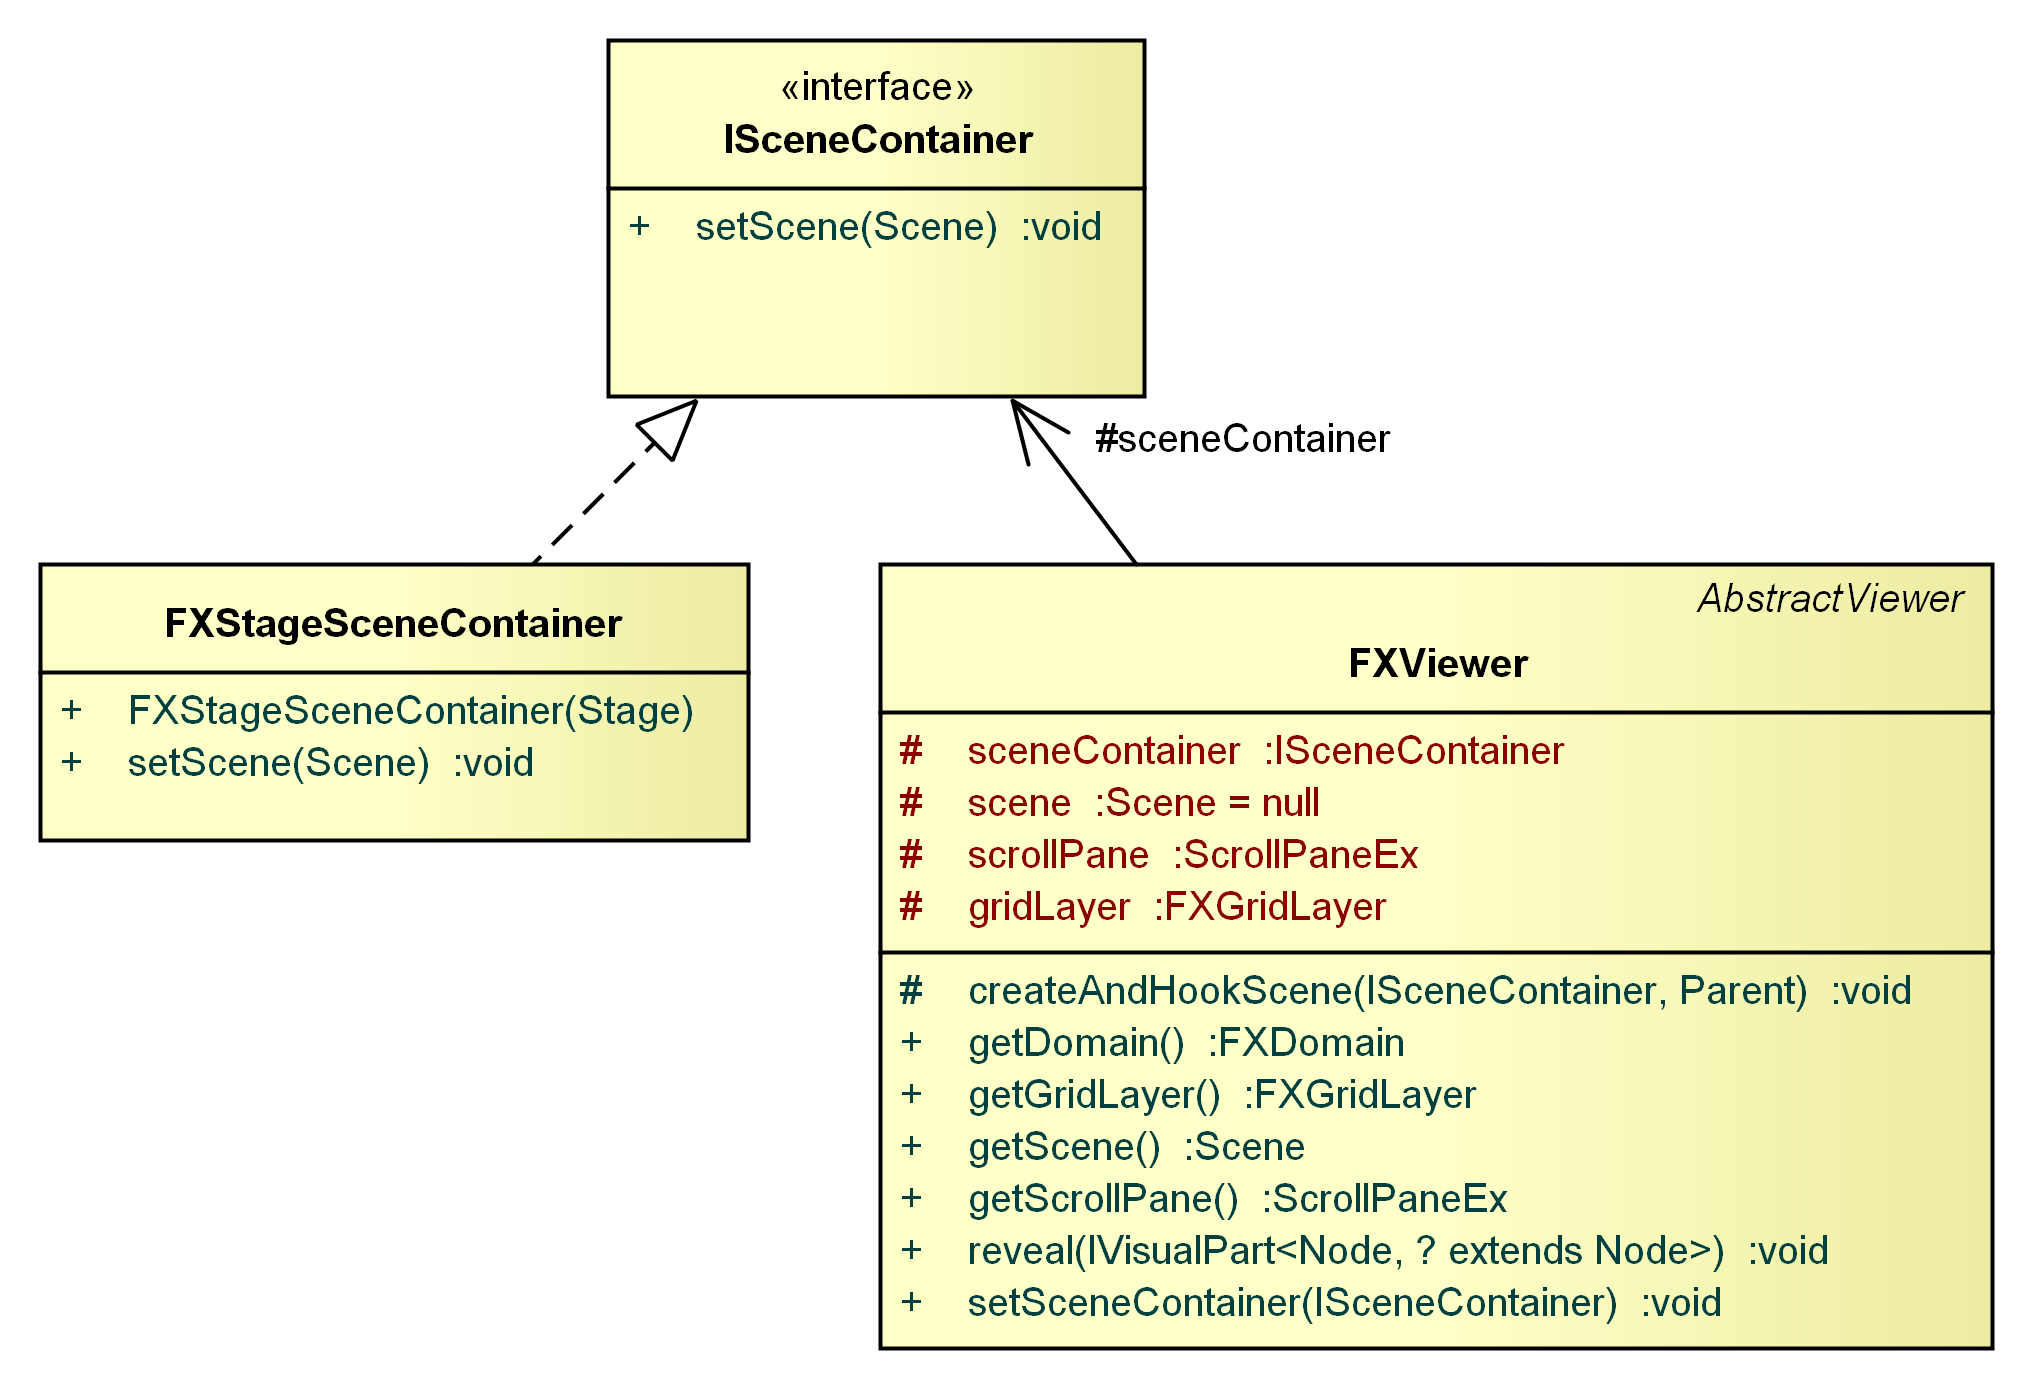 «interface»
ISceneContainer
+ setScene(Scene) :void
#sceneContainer
FXStageSceneContainer
+ FXStageSceneContainer(Stage)
+ setScene(Scene) :void
AbstractViewer
FXViewer
# sceneContainer :ISceneContainer
# scene :Scene = null
# scrollPane :ScrollPaneEx
# gridLayer :FXGridLayer
# createAndHookScene(ISceneContainer, Parent) :void
+ getDomain() :FXDomain
+ getGridLayer() :FXGridLayer
+ getScene() :Scene
+ getScrollPane() :ScrollPaneEx
+ reveal(IVisualPart<Node, ? extends Node>) :void
+ setSceneContainer(ISceneContainer) :void